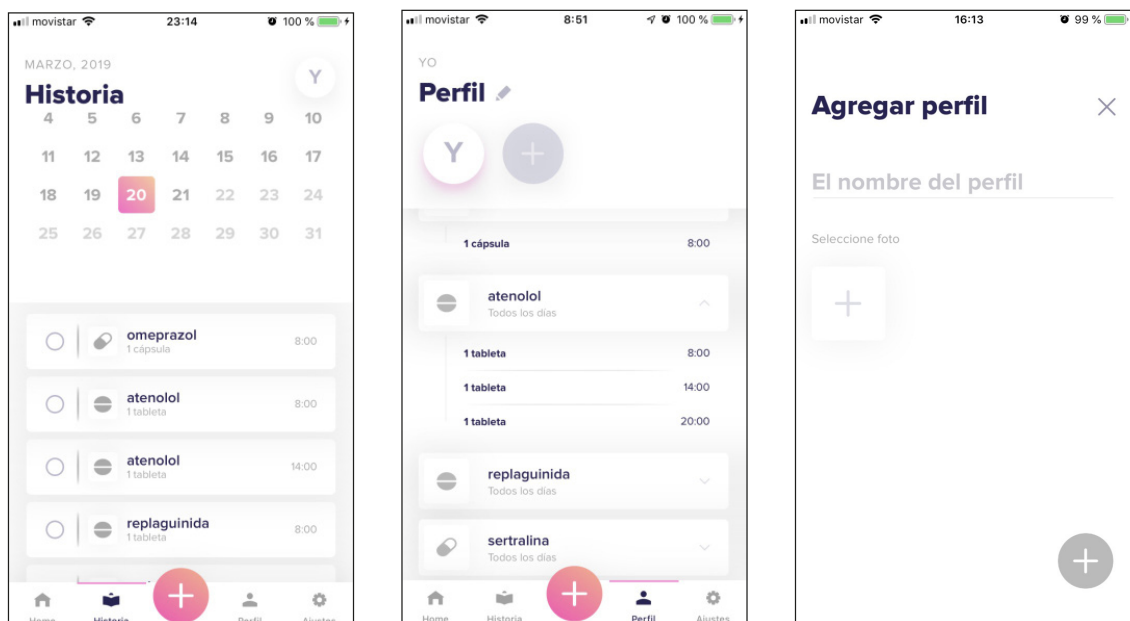 movistar 23:14 100 %
MARZO, 2019
Y
Historia
4 5 6 7 8 9 10
11 12 13 14 15 16 17
18 19 20 21 22 23 24
25 26 27 28 29 30 31
omeprazol
1 cápsula
8:00
atenolol
1 tableta
8:00
atenolol
1 tableta
14:00
replaguinida
1 tableta
8:00
Home Historia Perfil Ajustes
movistar 8:51 100 %
YO
Perfil
Y
1 cápsula 8:00
atenolol
Todos los días
1 tableta 8:00
1 tableta 14:00
1 tableta 20:00
replaguinida
Todos los días
sertralina
Todos los días
Home Historia Perfil Ajustes
movistar 16:13 99 %
Agregar perfil
El nombre del perfil
Seleccione foto